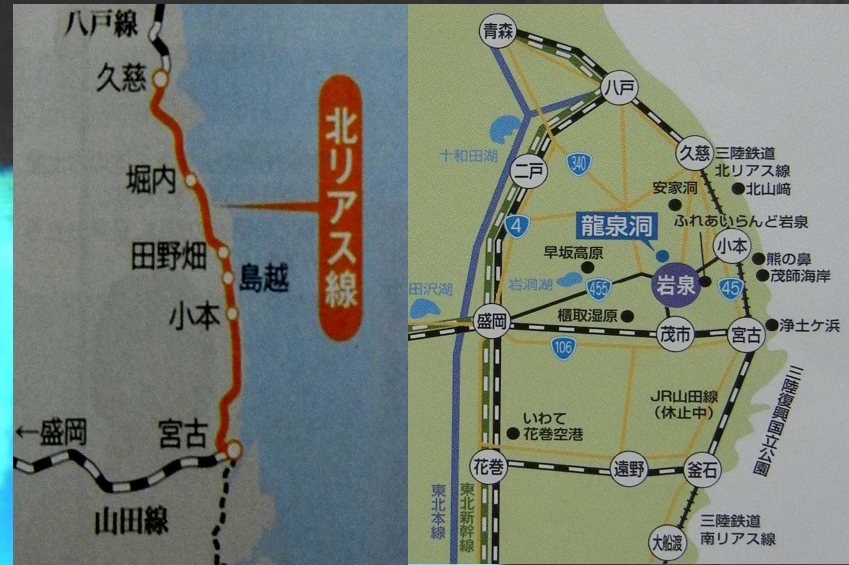 八戸線
久慈
堀内
田野畑
島越
小本
宮古
←盛岡
山田線
北リアス線
青森
八戸
十和田湖
二戸
340
久慈
三陸鉄道
北リアス線
北山崎
安家洞
ふれあいらんど岩泉
4
龍泉洞
小本
早坂高原
熊の鼻
茂師海岸
田沢湖
岩洞湖
455
岩泉
45
盛岡
櫃取湿原
茂市
宮古
浄土ケ浜
106
三陸復興国立公園
JR山田線
(休止中)
いわて
花巻空港
花巻
遠野
釜石
東北本線
東北新幹線
大船渡
三陸鉄道
南リアス線